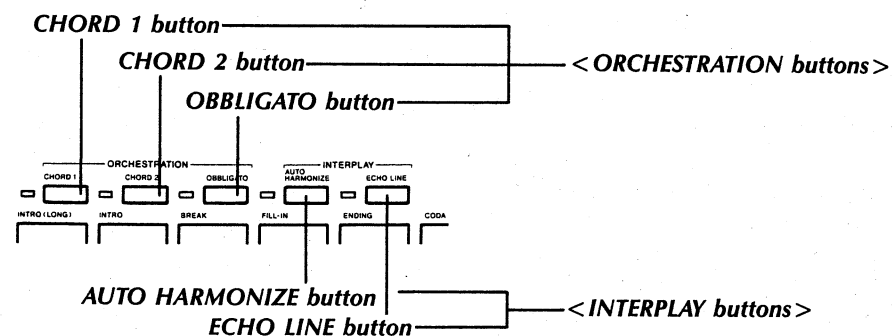 CHORD 1 button
CHORD 2 button
<ORCHESTRATION buttons>
OBBLIGATO button
ORCHESTRATION INTERPLAY
CHORD 1 CHORD 2 OBBLIGATO AUTO HARMONIZE ECHO LINE
INTRO (LONG) INTRO BREAK FILL-IN ENDING CODA
AUTO HARMONIZE button
<INTERPLAY buttons>
ECHO LINE button